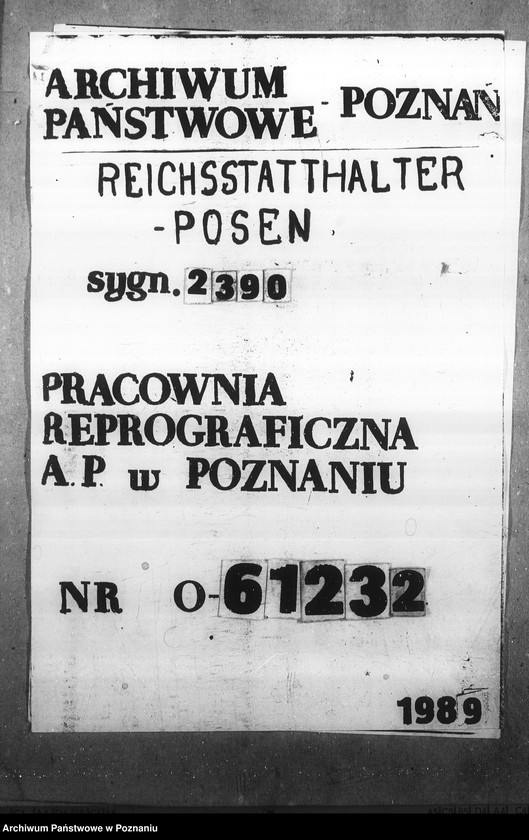 ARCHIWUM
PAŃSTWOWE - POZNAŃ
REICHSSTATTHALTER
-POSEN
sygn. 2390
PRACOWNIA
REPROGRAFICZNA
A.P. w POZNANIU
NR O-61232
1989
Archiwum Państwowe w Poznaniu